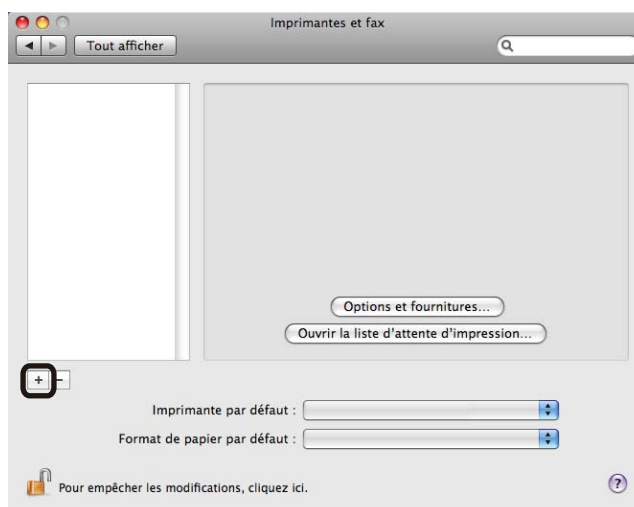 Imprimantes et fax
Tout afficher
Options et fournitures...
Ouvrir la liste d'attente d'impression...
+ -
Imprimante par défaut :
Format de papier par défaut :
Pour empêcher les modifications, cliquez ici.
?